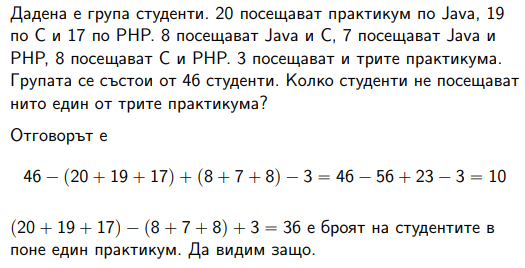 Дадена е група студенти. 20 посещават практикум по Java, 19
по C и 17 по PHP. 8 посещават Java и C, 7 посещават Java и
PHP, 8 посещават C и PHP. 3 посещават и трите практикума.
Групата се състои от 46 студенти. Колко студенти не посещават
нито един от трите практикума?
Отговорът е
46 − (20 + 19 + 17) + (8 + 7 + 8) − 3 = 46 − 56 + 23 − 3 = 10
(20 + 19 + 17) − (8 + 7 + 8) + 3 = 36 е броят на студентите в
поне един практикум. Да видим защо.